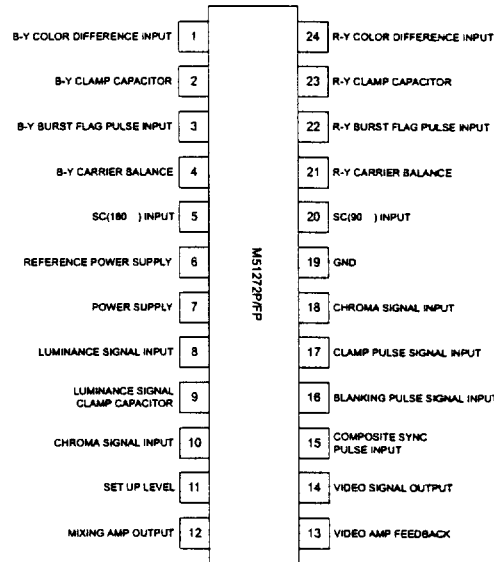 B-Y COLOR DIFFERENCE INPUT 1
B-Y CLAMP CAPACITOR 2
B-Y BURST FLAG PULSE INPUT 3
B-Y CARRIER BALANCE 4
SC(180 ) INPUT 5
REFERENCE POWER SUPPLY 6
POWER SUPPLY 7
LUMINANCE SIGNAL INPUT 8
LUMINANCE SIGNAL
CLAMP CAPACITOR 9
CHROMA SIGNAL INPUT 10
SET UP LEVEL 11
MIXING AMP OUTPUT 12
M51272P/FP
24 R-Y COLOR DIFFERENCE INPUT
23 R-Y CLAMP CAPACITOR
22 R-Y BURST FLAG PULSE INPUT
21 R-Y CARRIER BALANCE
20 SC(90 ) INPUT
19 GND
18 CHROMA SIGNAL INPUT
17 CLAMP PULSE SIGNAL INPUT
16 BLANKING PULSE SIGNAL INPUT
15 COMPOSITE SYNC
PULSE INPUT
14 VIDEO SIGNAL OUTPUT
13 VIDEO AMP FEEDBACK